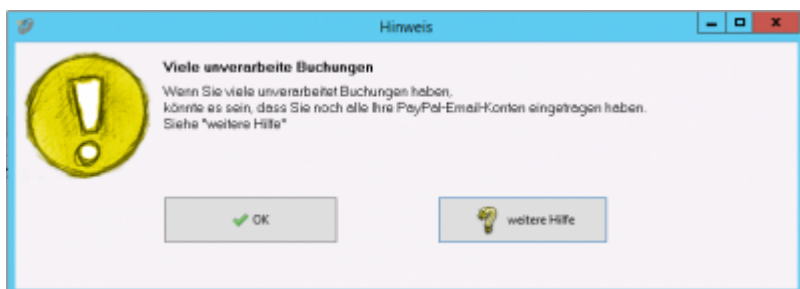 Hinweis
Viele unverarbeite Buchungen
Wenn Sie viele unverarbeitet Buchungen haben,
könnte es sein, dass Sie noch alle Ihre PayPal-Email-Konten eingetragen haben.
Siehe "weitere Hilfe"
OK
weitere Hilfe